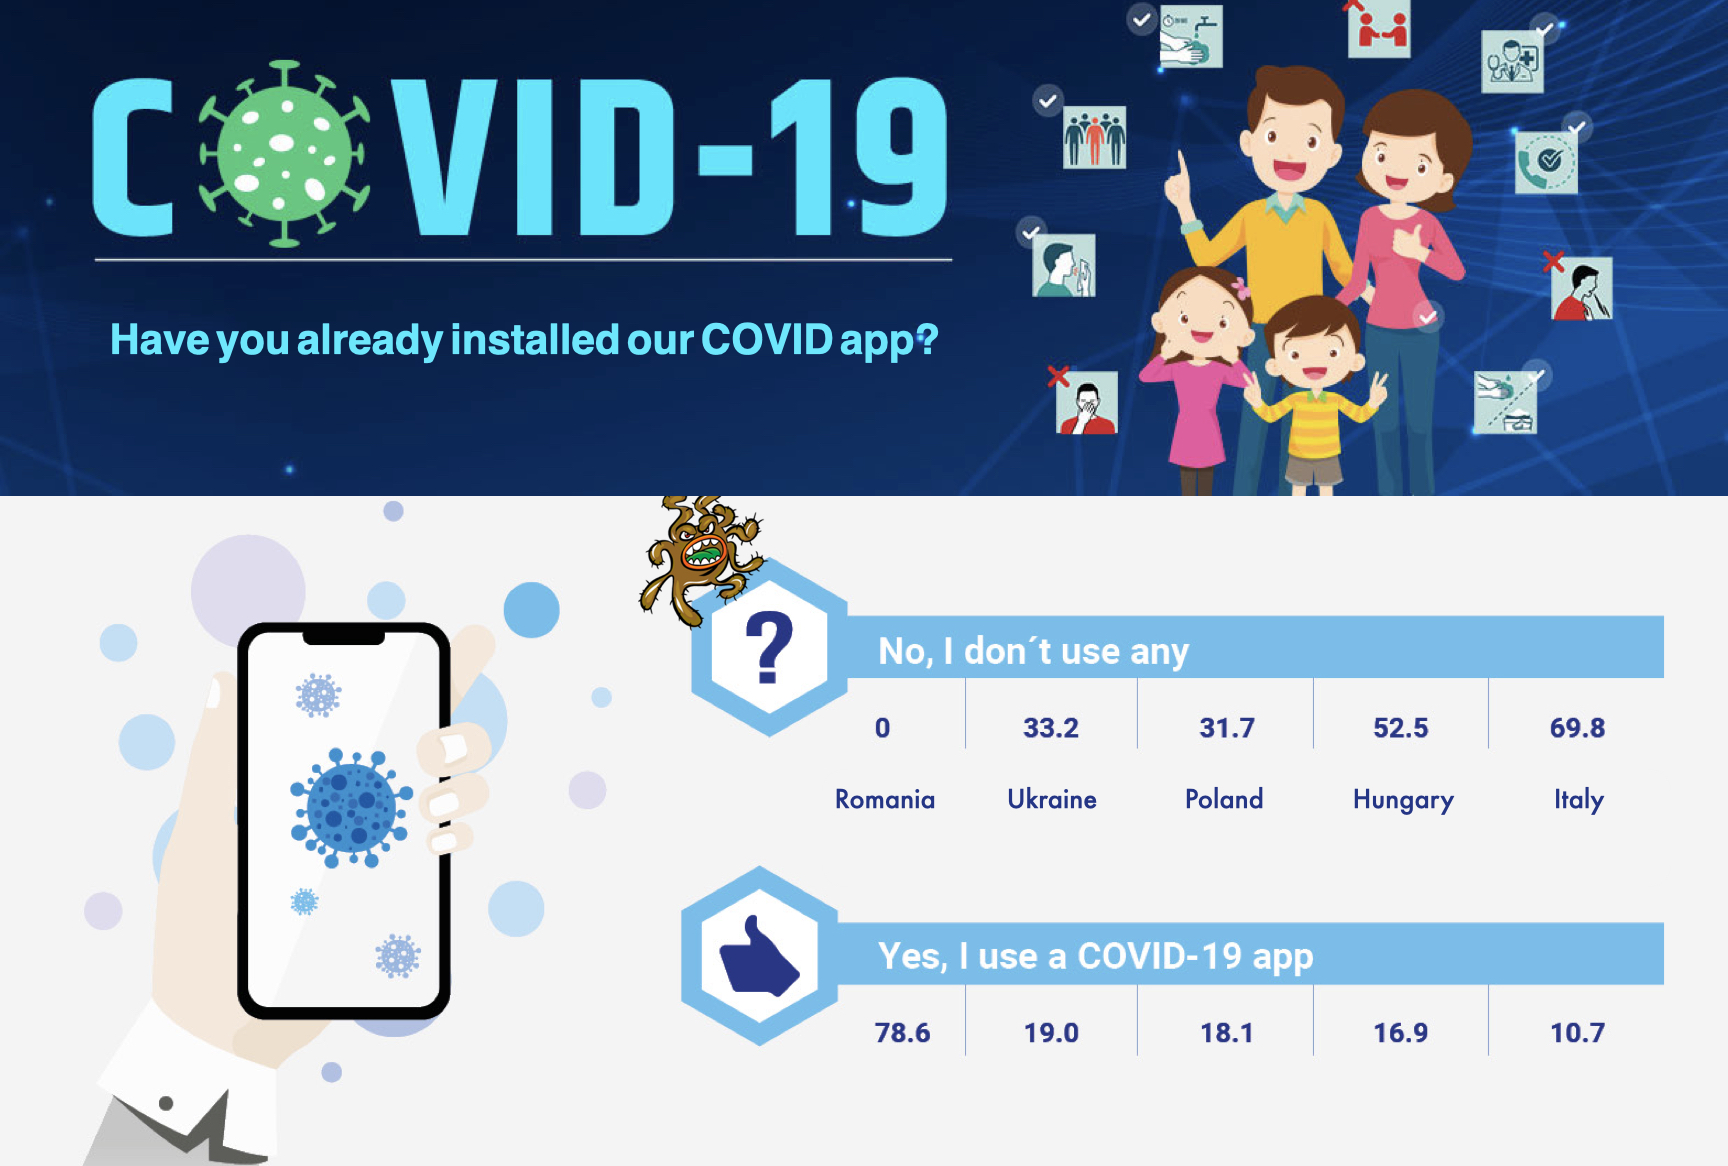 COVID-19
Have you already installed our COVID app?
?
No, I don´t use any
0 33.2 31.7 52.5 69.8
Romania Ukraine Poland Hungary Italy
Yes, I use a COVID-19 app
78.6 19.0 18.1 16.9 10.7